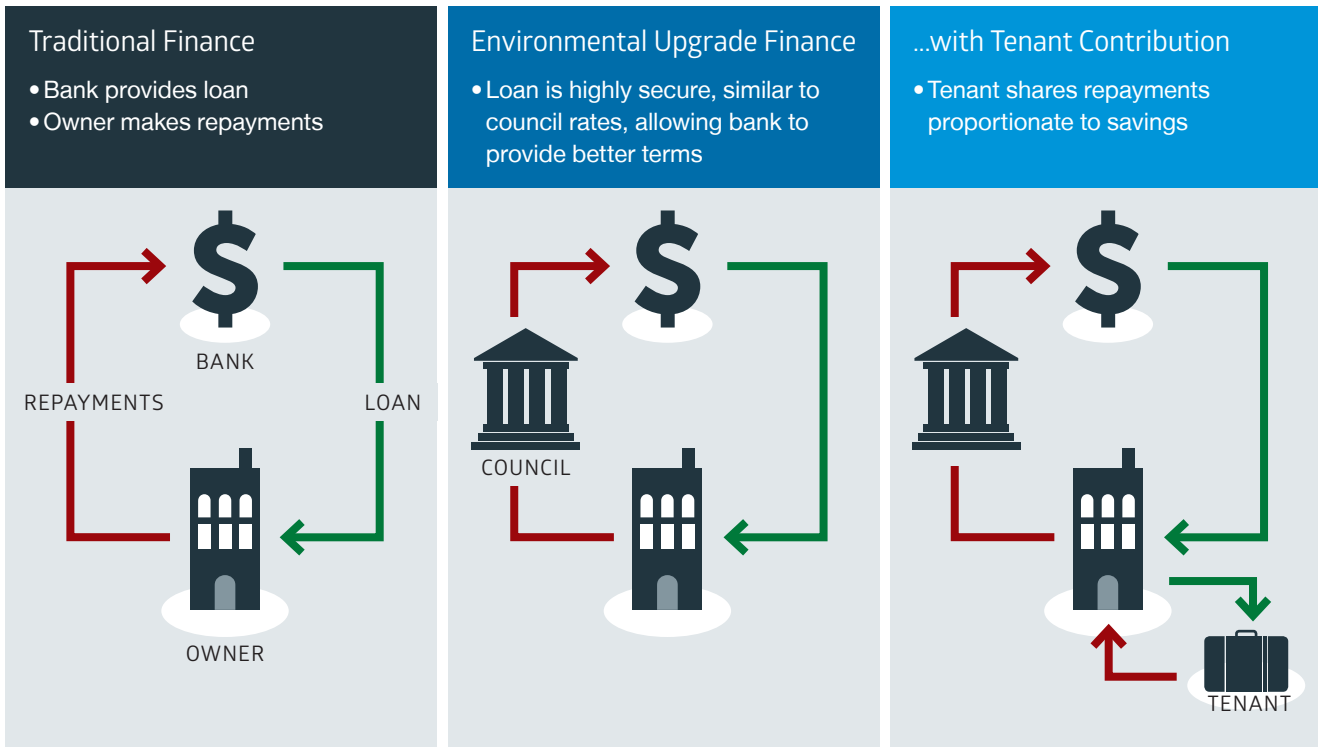 Traditional Finance
• Bank provides loan
• Owner makes repayments
BANK
REPAYMENTS
LOAN
OWNER
Environmental Upgrade Finance
• Loan is highly secure, similar to
council rates, allowing bank to
provide better terms
COUNCIL
...with Tenant Contribution
• Tenant shares repayments
proportionate to savings
TENANT